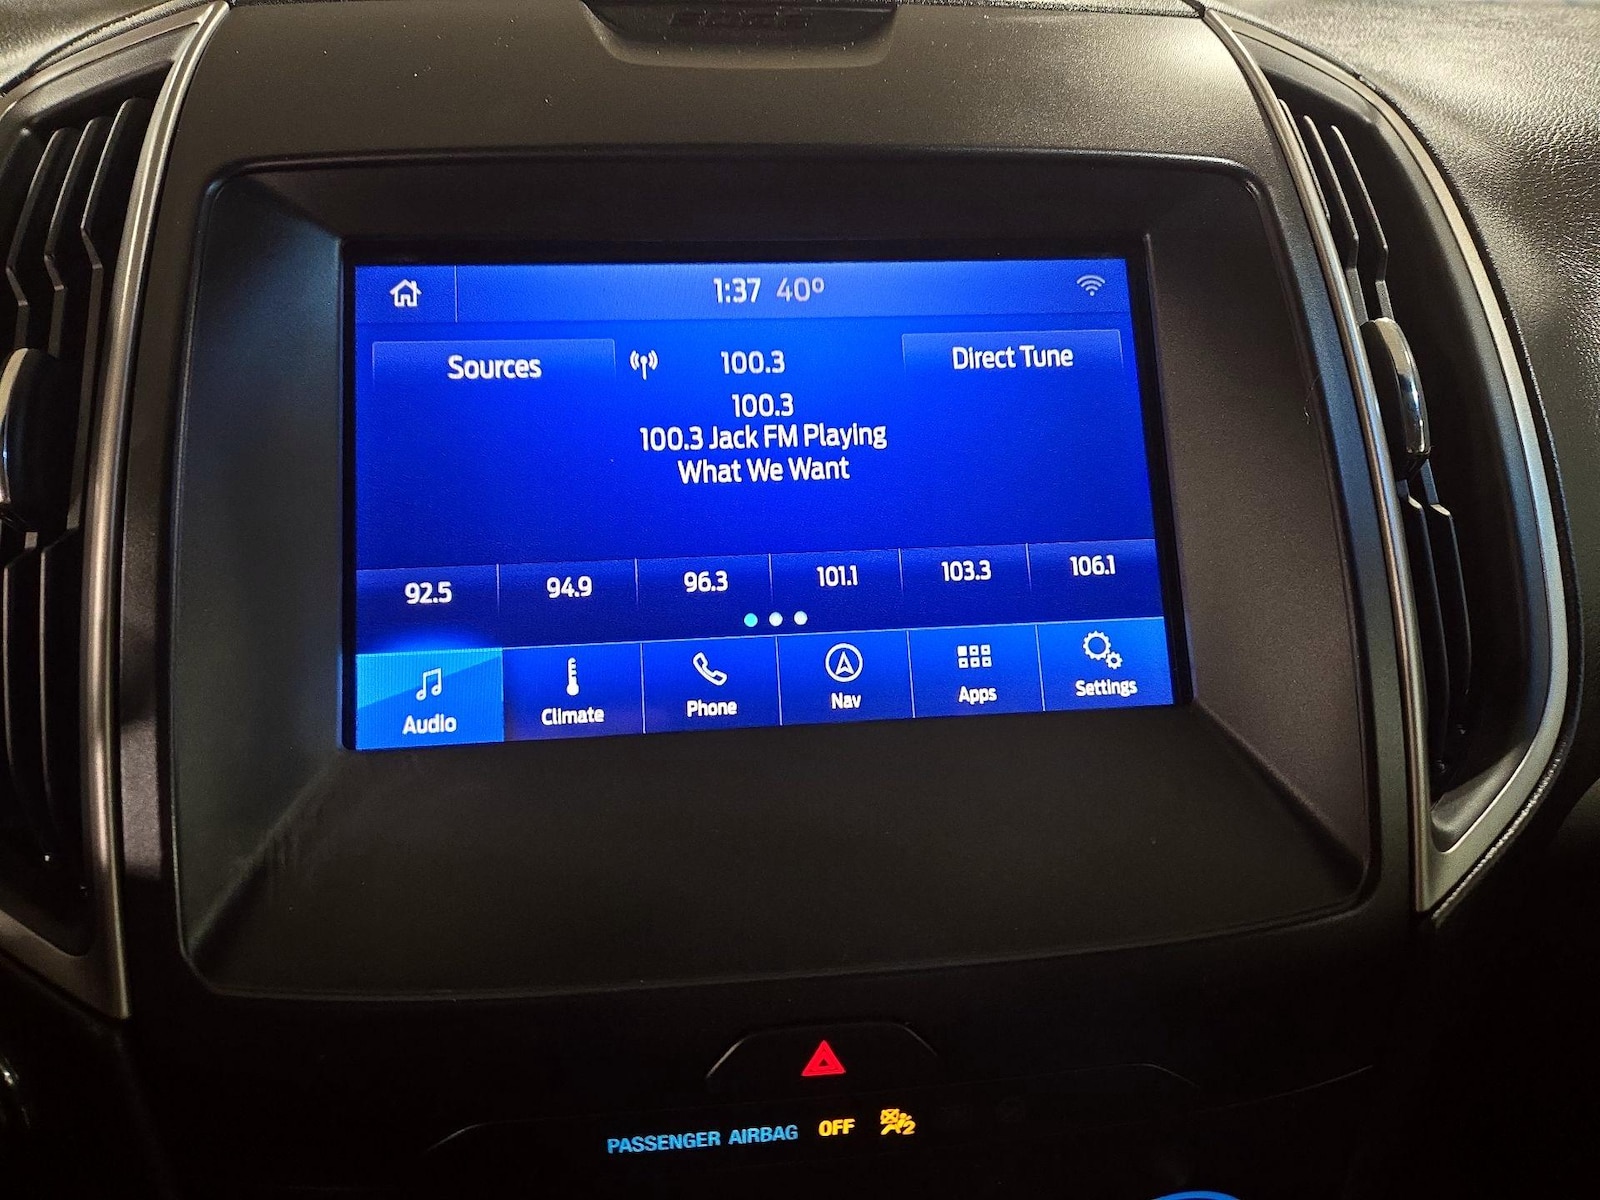 1:37 40°
Sources
100.3
Direct Tune
100.3
100.3 Jack FM Playing
What We Want
92.5
94.9
96.3
101.1
103.3
106.1
Audio
Climate
Phone
Nav
Apps
Settings
PASSENGER AIRBAG OFF
2